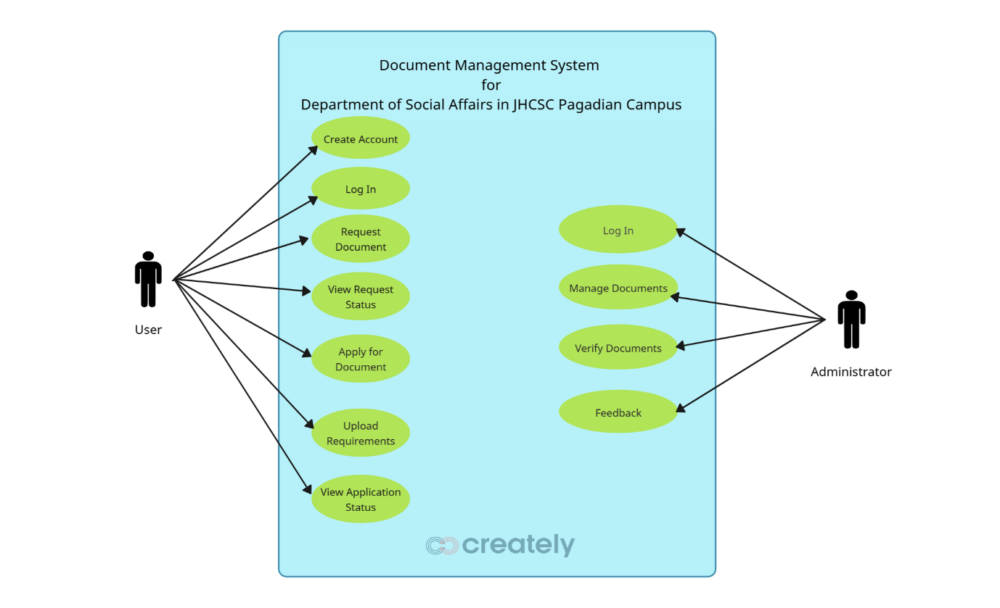 Document Management System
for
Department of Social Affairs in JHCSC Pagadian Campus
Create Account
Log In
Request
Document
View Request
Status
Apply for
Document
Upload
Requirements
View Application
Status
Log In
Manage Documents
Verify Documents
Feedback
User
Administrator
creately